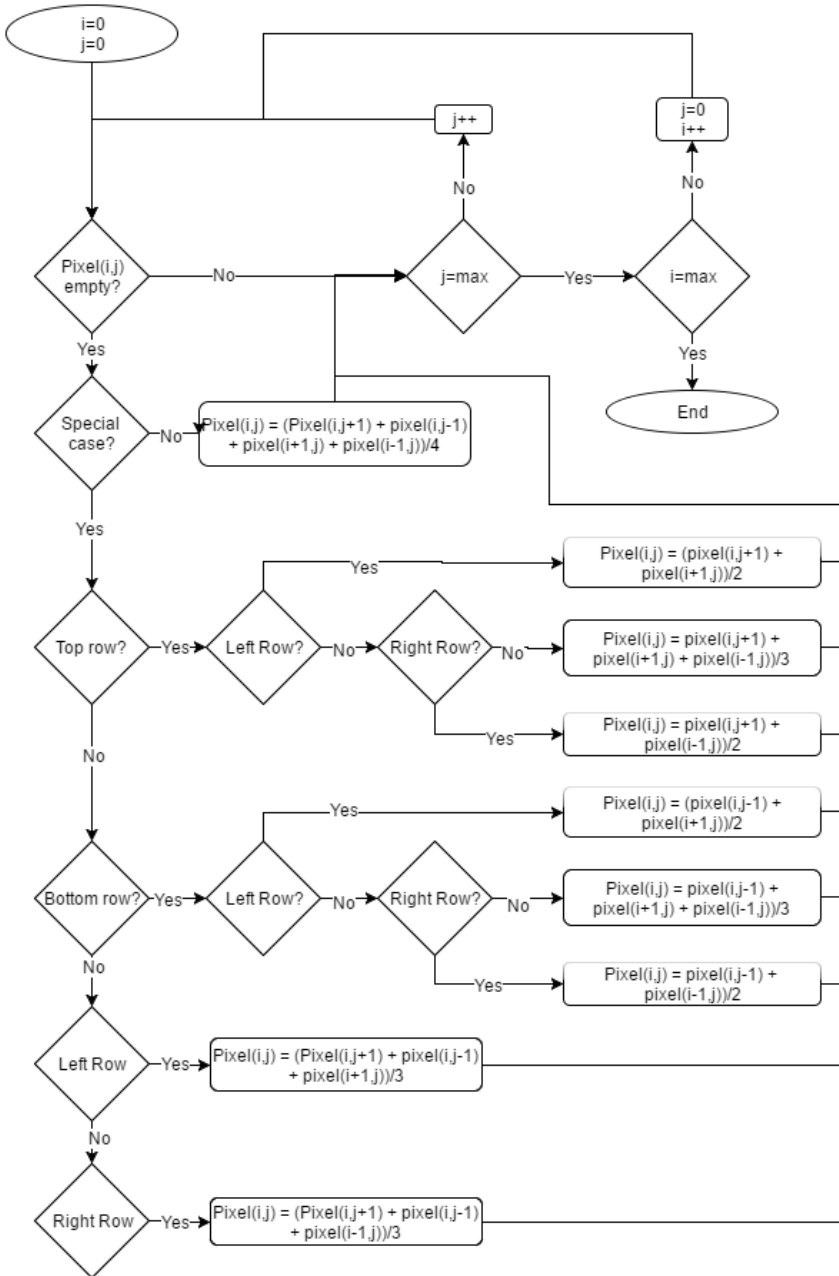 i=0
j=0
j++
j=0
i++
No
No
Pixel(i,j)
empty?
No
j=max
Yes
i=max
Yes
Yes
Special
case?
No
Pixel(i,j) = (Pixel(i,j+1) + pixel(i,j-1)
+ pixel(i+1,j) + pixel(i-1,j))/4
End
Yes
Yes
Pixel(i,j) = (pixel(i,j+1) +
pixel(i+1,j))/2
Top row?
Yes
Left Row?
No
Right Row?
No
Pixel(i,j) = pixel(i,j+1) +
pixel(i+1,j) + pixel(i-1,j))/3
Yes
Pixel(i,j) = pixel(i,j+1) +
pixel(i-1,j))/2
No
Yes
Pixel(i,j) = (pixel(i,j-1) +
pixel(i+1,j))/2
Bottom row?
Yes
Left Row?
No
Right Row?
No
Pixel(i,j) = pixel(i,j-1) +
pixel(i+1,j) + pixel(i-1,j))/3
Yes
Pixel(i,j) = pixel(i,j-1) +
pixel(i-1,j))/2
No
Left Row
Yes
Pixel(i,j) = (Pixel(i,j+1) + pixel(i,j-1)
+ pixel(i+1,j))/3
No
Right Row
Yes
Pixel(i,j) = (Pixel(i,j+1) + pixel(i,j-1)
+ pixel(i-1,j))/3